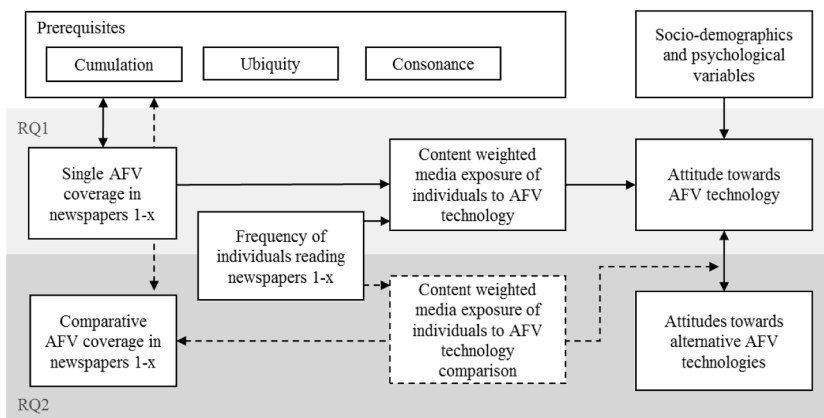 Prerequisites
Cumulation
Ubiquity
Consonance
Socio-demographics
and psychological
variables
RQ1
Single AFV
coverage in
newspapers 1-x
Content weighted
media exposure of
individuals to AFV
technology
Attitude towards
AFV technology
Frequency of
individuals reading
newspapers 1-x
Comparative
AFV coverage in
newspapers 1-x
Content weighted
media exposure of
individuals to AFV
technology
comparison
Attitudes towards
alternative AFV
technologies
RQ2